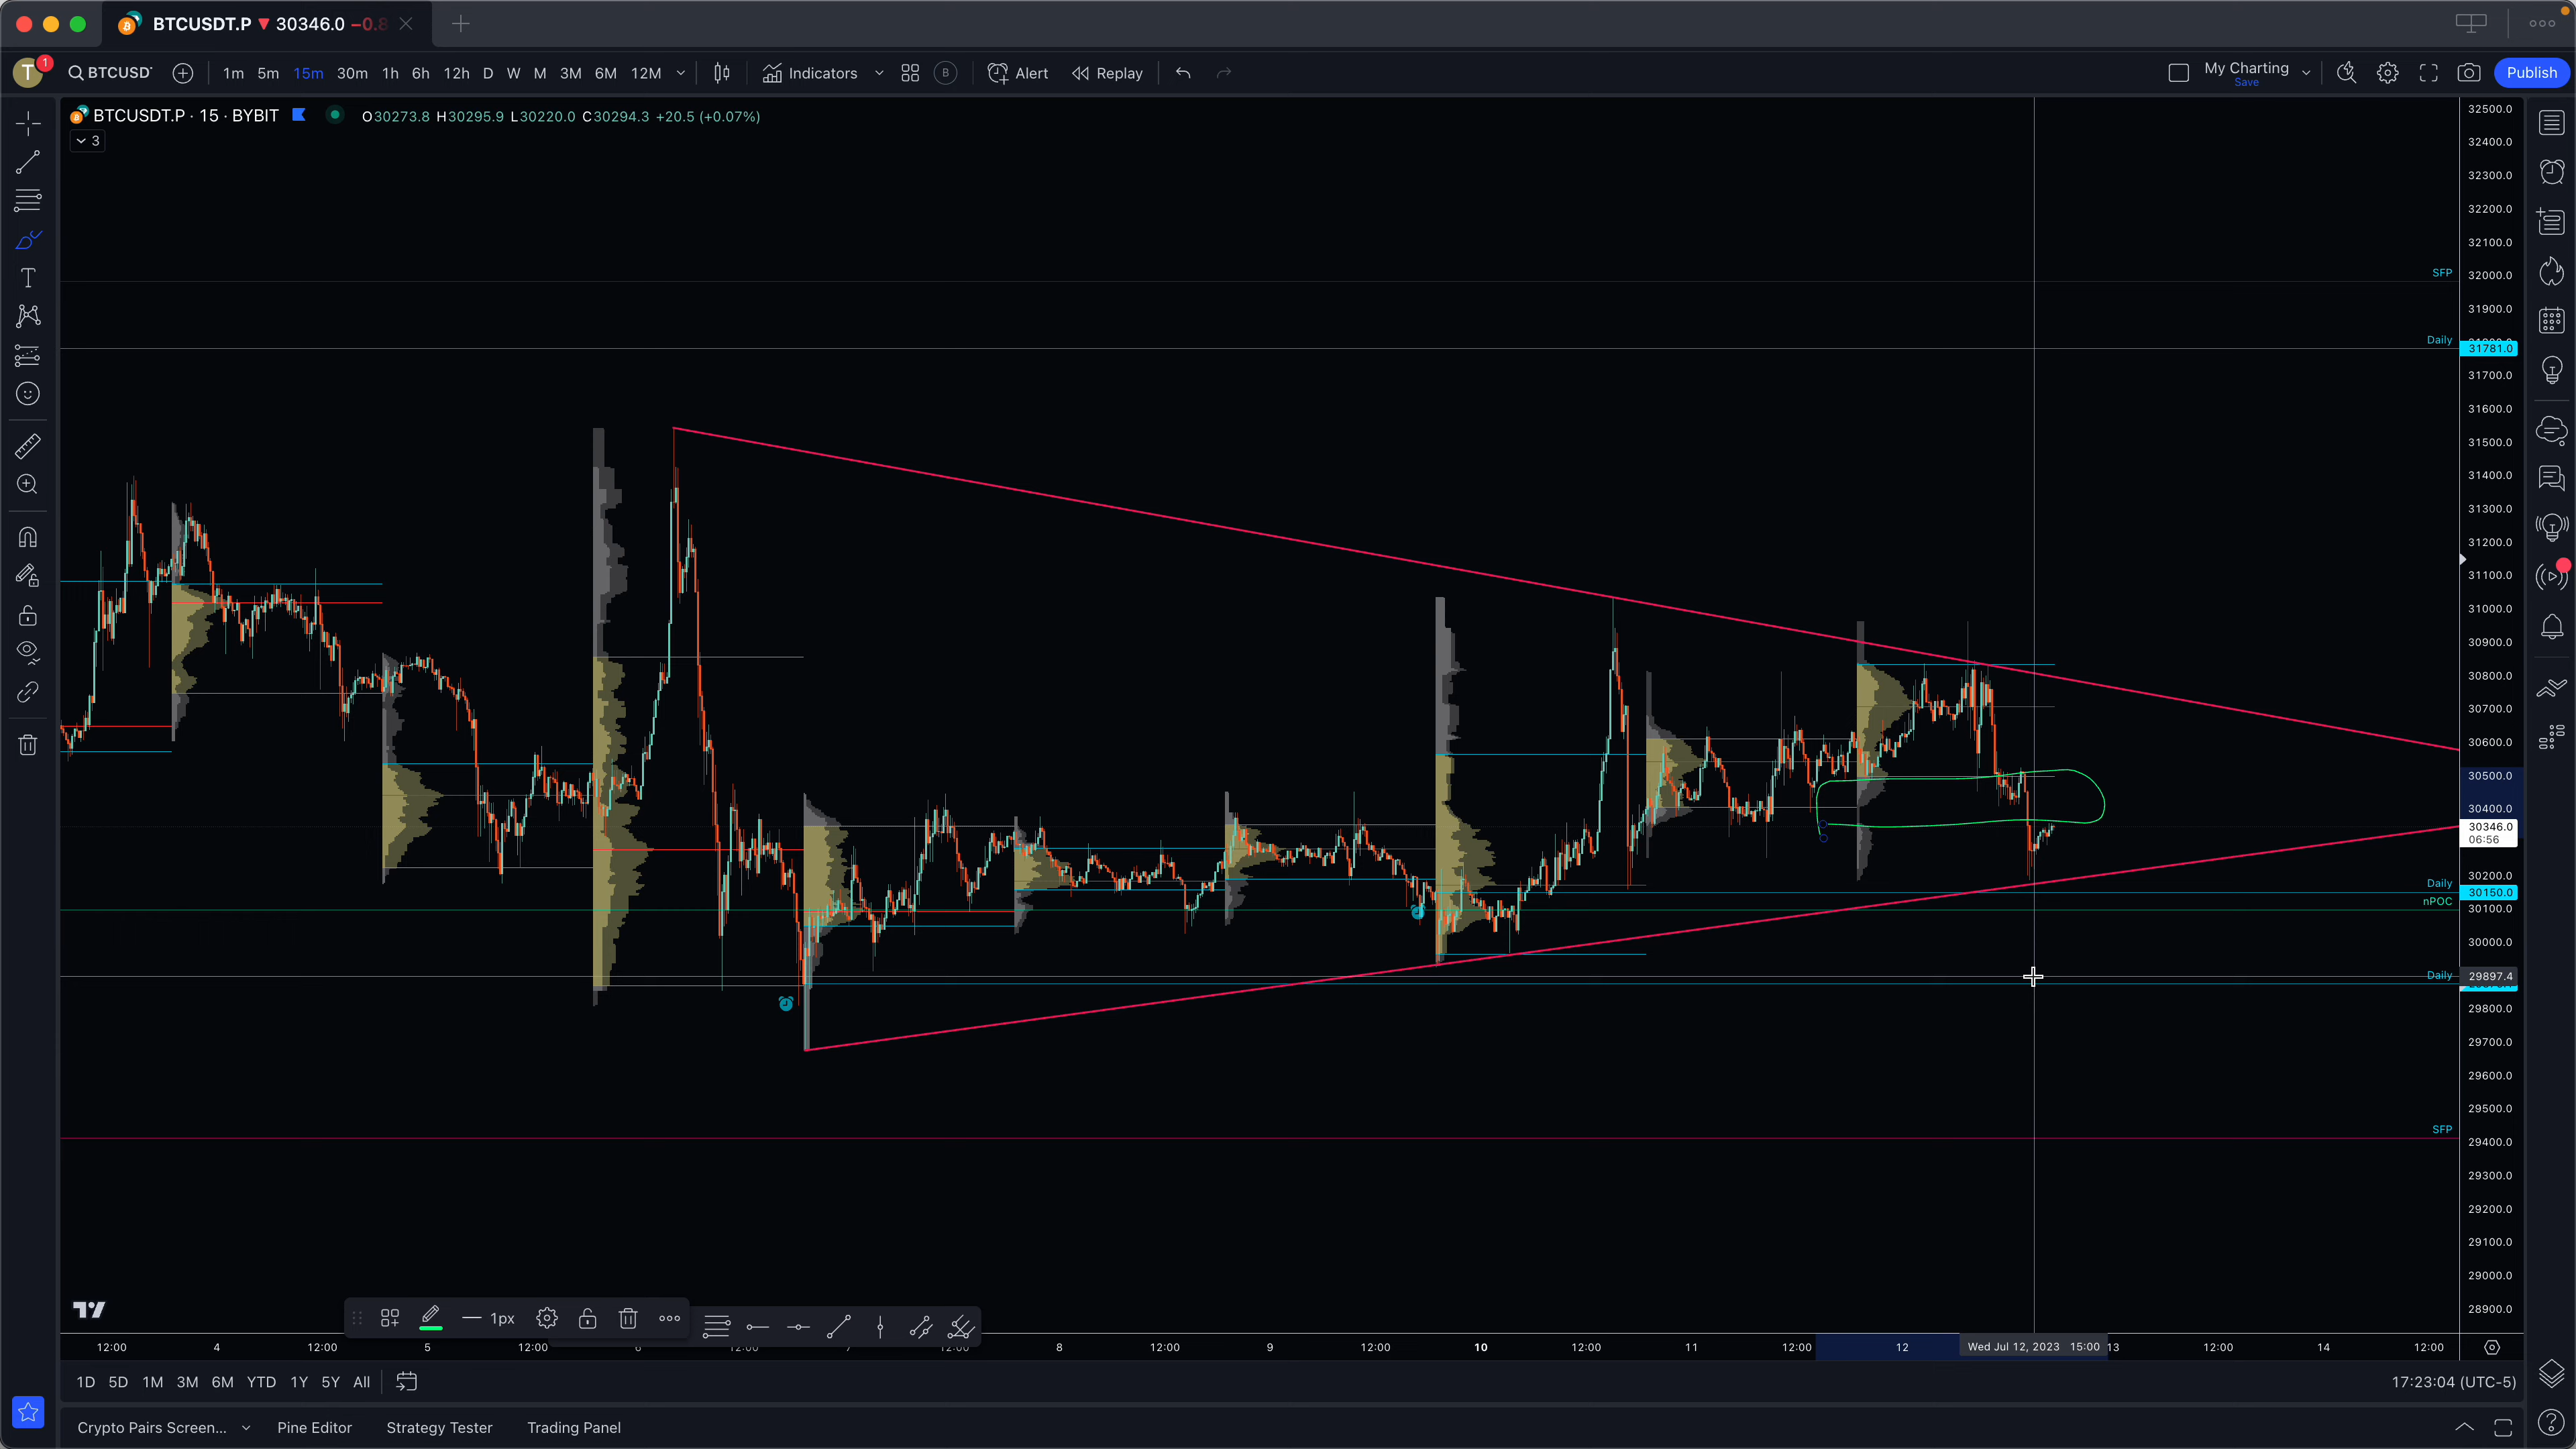 BTCUSDT.P ▼ 30346.0 −0.8
T 1 BTCUSD 1m 5m 15m 30m 1h 6h 12h D W M 3M 6M 12M Indicators B Alert Replay My Charting Publish
Save
BTCUSDT.P · 15 · BYBIT O30273.8 H30295.9 L30220.0 C30294.3 +20.5 (+0.07%)
3
32500.0
32400.0
32300.0
32200.0
32100.0
SFP 32000.0
31900.0
Daily
31781.0
31700.0
31600.0
31500.0
31400.0
31300.0
31200.0
31100.0
31000.0
30900.0
30800.0
30700.0
30600.0
30500.0
30400.0
30346.0
06:56
30200.0
Daily 30150.0
nPOC 30100.0
30000.0
Daily 29897.4
29800.0
29700.0
29600.0
29500.0
SFP
29400.0
29300.0
29200.0
29100.0
29000.0
28900.0
1px
12:00 4 12:00 5 12:00 6 12:00 7 12:00 8 12:00 9 12:00 10 12:00 11 12:00 12 Wed Jul 12, 2023 15:00 13 12:00 14 12:00
1D 5D 1M 3M 6M YTD 1Y 5Y All 17:23:04 (UTC-5)
Crypto Pairs Screen... Pine Editor Strategy Tester Trading Panel